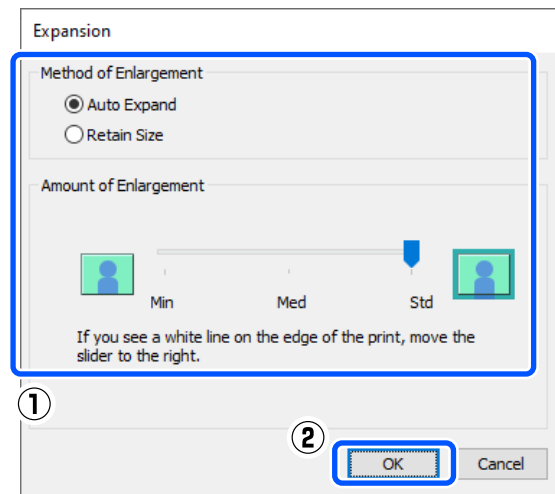 Expansion
Method of Enlargement
Auto Expand
Retain Size
Amount of Enlargement
Min Med Std
If you see a white line on the edge of the print, move the
slider to the right.
①
②
OK Cancel